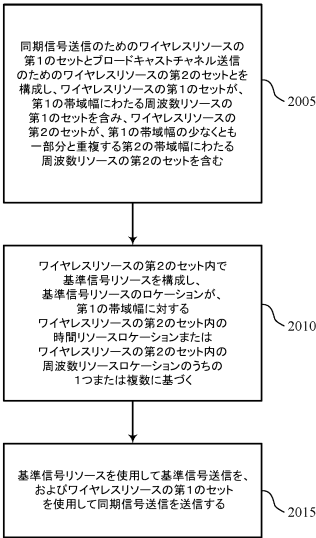 同期信号送信のためのワイヤレスリソースの
第1のセットとブロードキャストチャネル送信
のためのワイヤレスリソースの第2のセットとを
構成し、ワイヤレスリソースの第1のセットが、
第1の帯域幅にわたる周波数リソースの
第1のセットを含み、ワイヤレスリソースの
第2のセットが、第1の帯域幅の少なくとも
一部分と重複する第2の帯域幅にわたる
周波数リソースの第2のセットを含む
2005
ワイヤレスリソースの第2のセット内で
基準信号リソースを構成し、
基準信号リソースのロケーションが、
第1の帯域幅に対する
ワイヤレスリソースの第2のセット内の
時間リソースロケーションまたは
ワイヤレスリソースの第2のセット内の
周波数リソースロケーションのうちの
1つまたは複数に基づく
2010
基準信号リソースを使用して基準信号送信を、
およびワイヤレスリソースの第1のセット
を使用して同期信号送信を送信する
2015